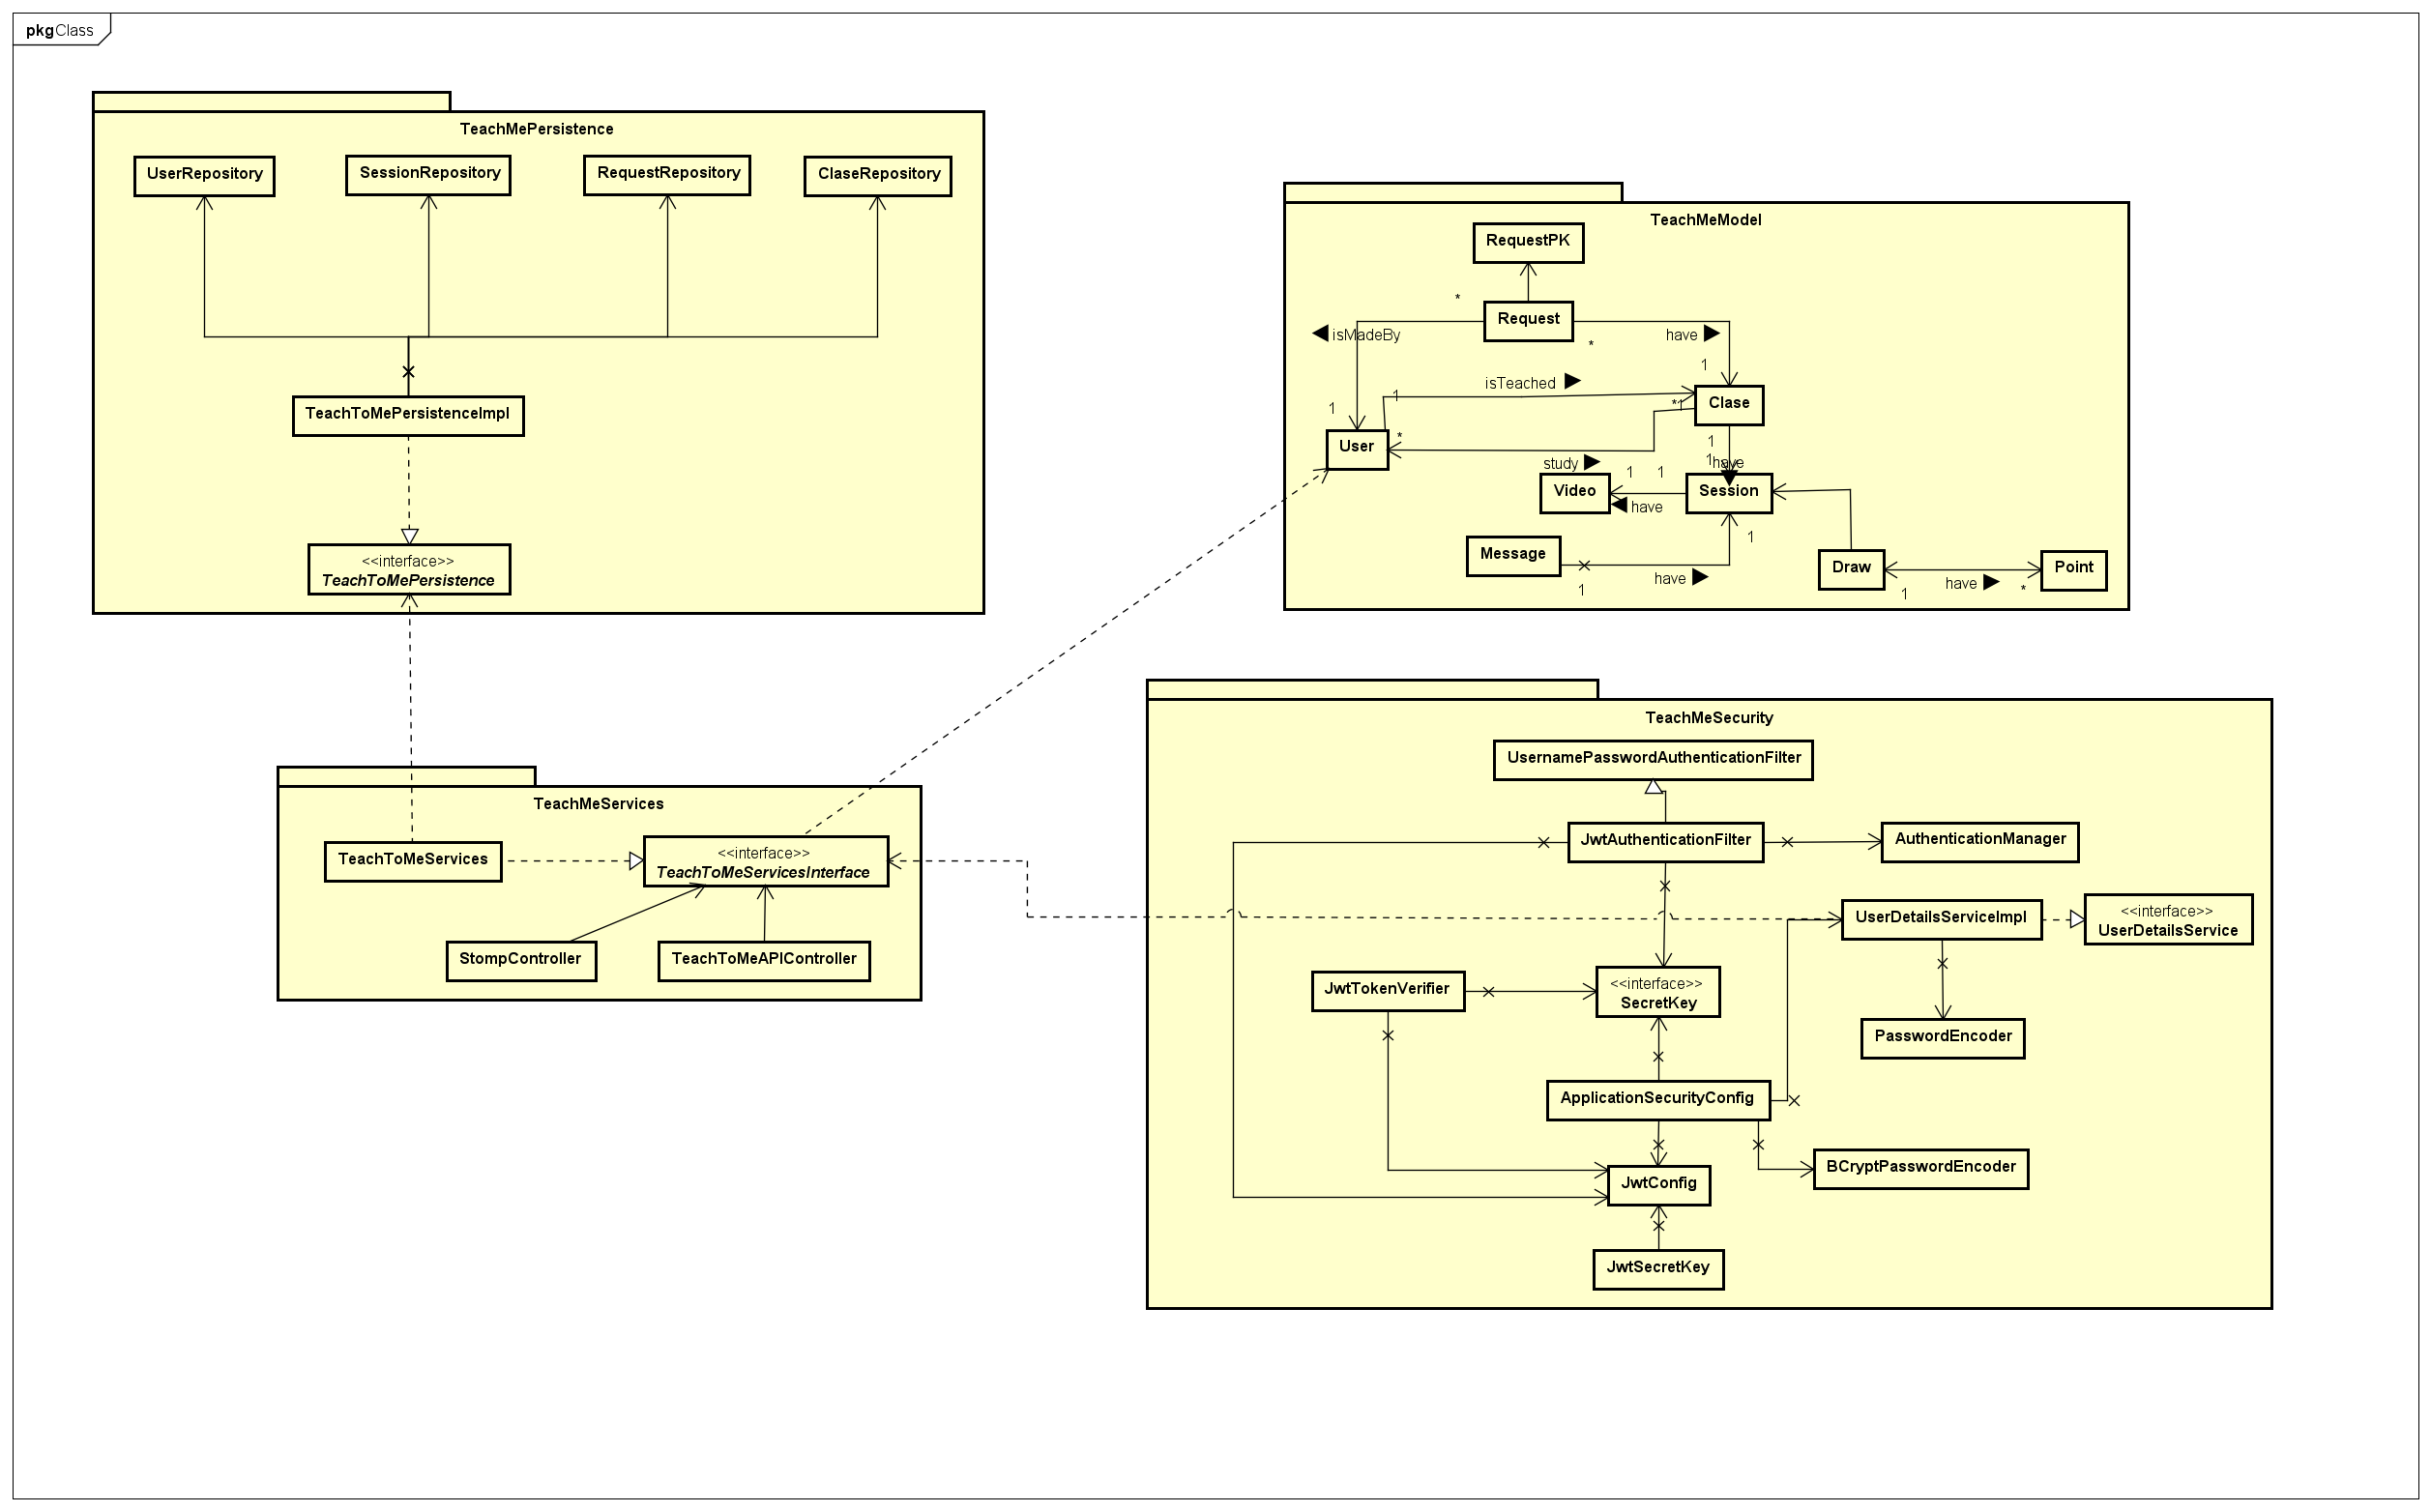 pkgClass
TeachMePersistence
UserRepository
SessionRepository
RequestRepository
ClaseRepository
TeachToMePersistenceImpl
<<interface>>
TeachToMePersistence
TeachMeModel
RequestPK
*
Request
isMadeBy
*
have
1
isTeached
1
1
*
1
Clase
User
*
1
study
1
1
1
have
Video
Session
have
Message
1
have
1
Draw
1
have
*
Point
TeachMeServices
TeachToMeServices
<<interface>>
TeachToMeServicesInterface
StompController
TeachToMeAPIController
TeachMeSecurity
UsernamePasswordAuthenticationFilter
JwtAuthenticationFilter
AuthenticationManager
UserDetailsServiceImpl
<<interface>>
UserDetailsService
JwtTokenVerifier
<<interface>>
SecretKey
PasswordEncoder
ApplicationSecurityConfig
BCryptPasswordEncoder
JwtConfig
JwtSecretKey